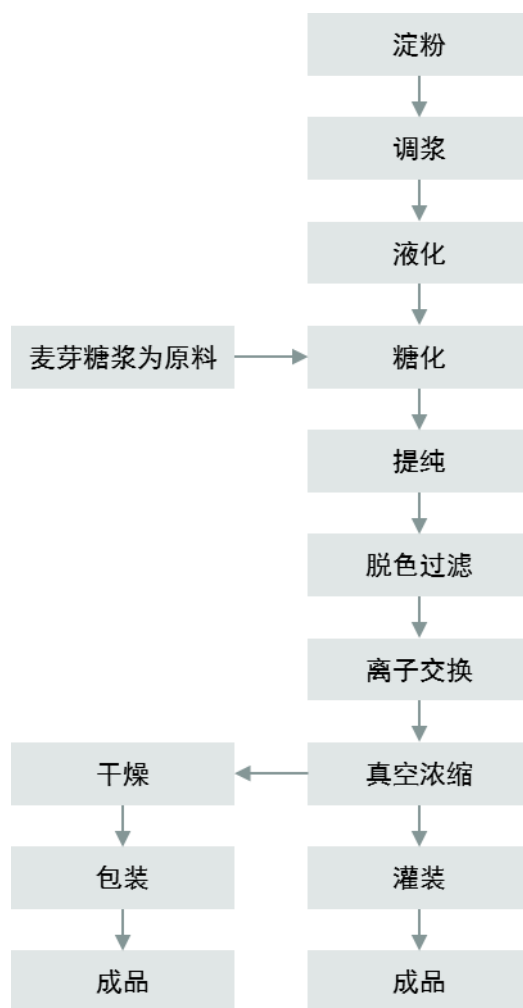 淀粉
调浆
液化
麦芽糖浆为原料
糖化
提纯
脱色过滤
离子交换
干燥
真空浓缩
包装
灌装
成品
成品